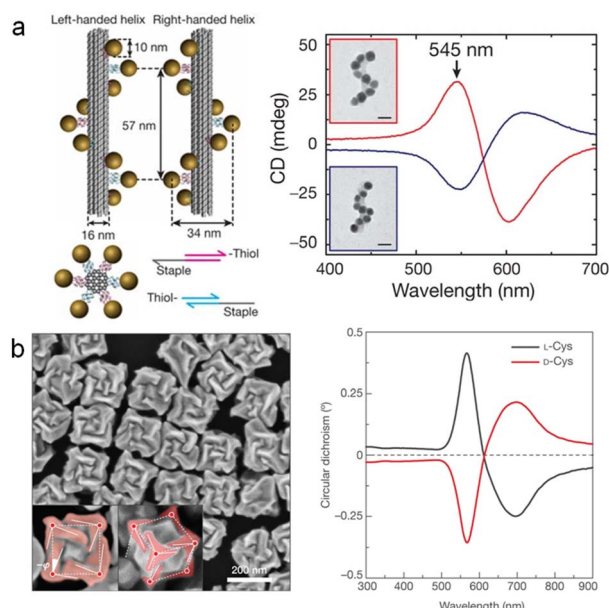 a
Left-handed helix Right-handed helix
10 nm
57 nm
16 nm
34 nm
-Thiol
Staple
Thiol-
Staple
545 nm
CD (mdeg)
50
25
0
−25
−50
400 500 600 700
Wavelength (nm)
b
−φ
200 nm
L-Cys
D-Cys
Circular dichroism (°)
0.5
0.25
0
−0.25
−0.5
300 400 500 600 700 800 900
Wavelength (nm)